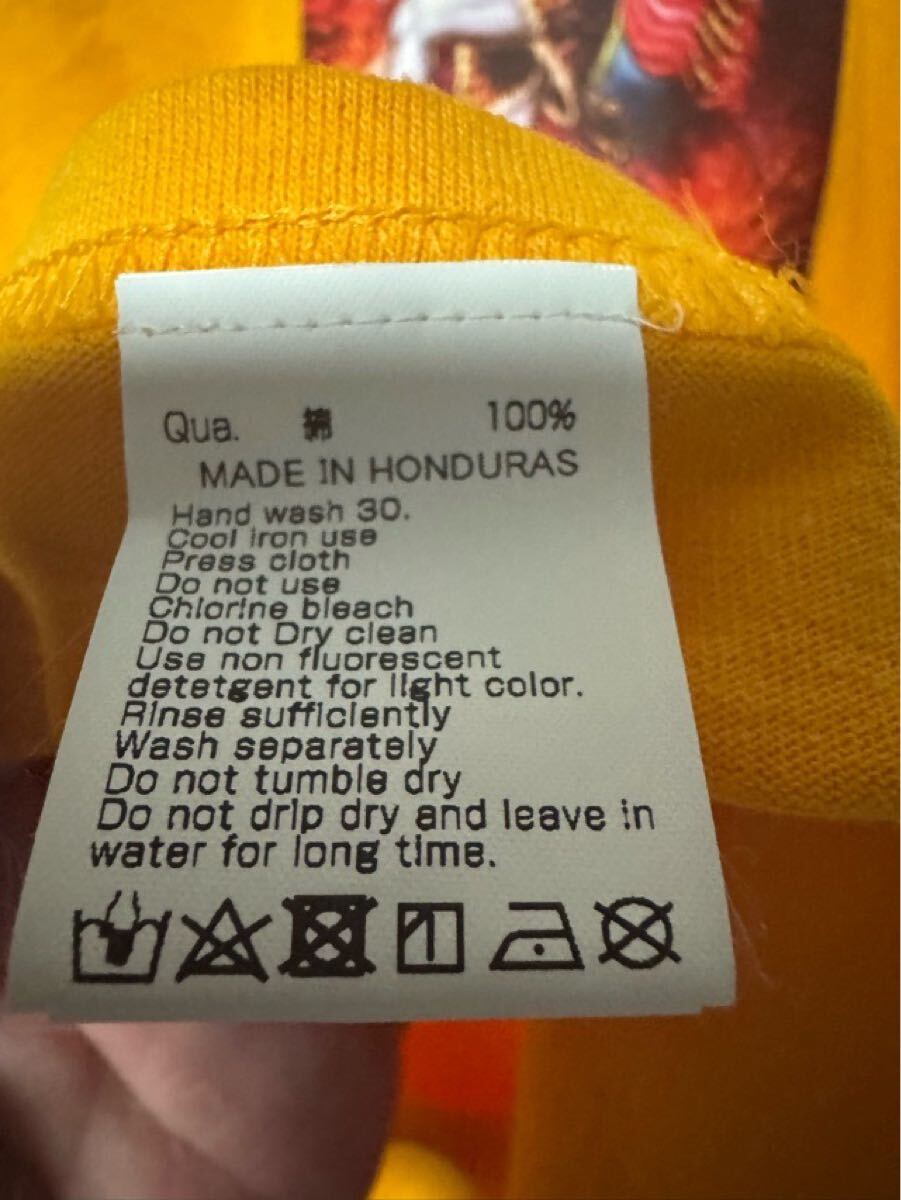 Qua. 綿 100%
MADE IN HONDURAS
Hand wash 30.
Cool iron use
Press cloth
Do not use
Chlorine bleach
Do not Dry clean
Use non fluorescent
detetgent for light color.
Rinse sufficiently
Wash separately
Do not tumble dry
Do not drip dry and leave in
water for long time.